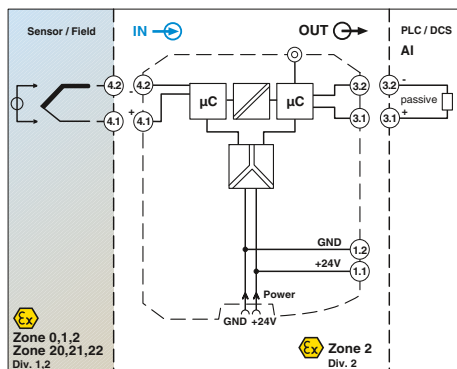 Sensor / Field
IN
OUT
PLC / DCS
AI
4.2
4.2
-
µC
µC
3.2
3.2
-
passive
+
4.1
4.1
+
3.1
3.1
GND
1.2
+24V
1.1
Power
GND +24V
Ex
Zone 0,1,2
Zone 20,21,22
Div. 1,2
Ex
Zone 2
Div. 2